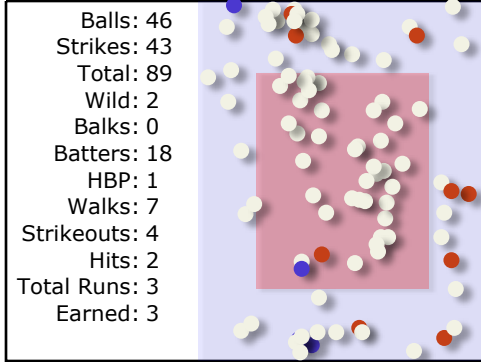 Balls: 46
Strikes: 43
Total: 89
Wild: 2
Balks: 0
Batters: 18
HBP: 1
Walks: 7
Strikeouts: 4
Hits: 2
Total Runs: 3
Earned: 3